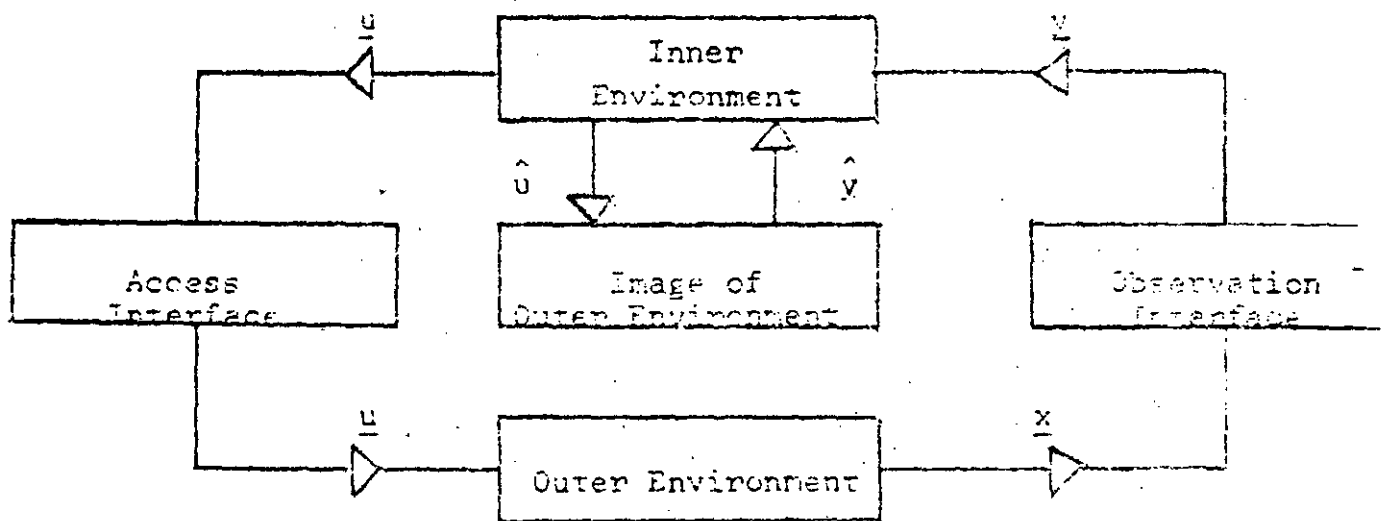 u
y
Inner
Environment
û
ŷ
Access
Interface
Image of
Outer Environment
Observation
Interface
u
x
Outer Environment